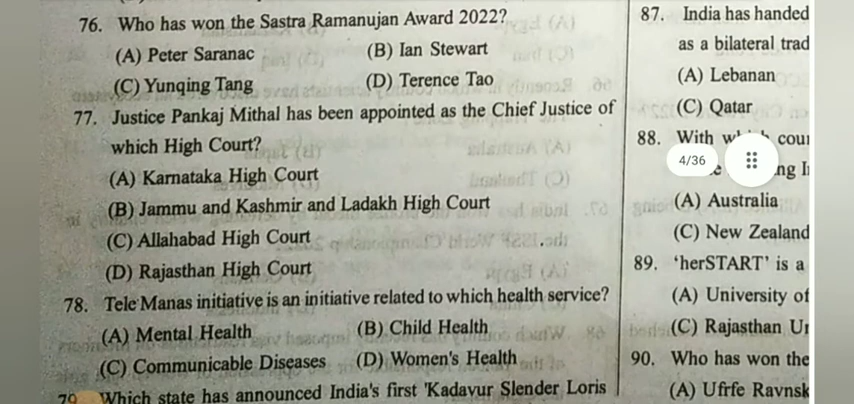 76. Who has won the Sastra Ramanujan Award 2022?
(A) Peter Saranac (B) Ian Stewart
(C) Yunqing Tang (D) Terence Tao
77. Justice Pankaj Mithal has been appointed as the Chief Justice of
which High Court?
(A) Karnataka High Court
(B) Jammu and Kashmir and Ladakh High Court
(C) Allahabad High Court
(D) Rajasthan High Court
78. Tele Manas initiative is an initiative related to which health service?
(A) Mental Health (B) Child Health
(C) Communicable Diseases (D) Women's Health
Which state has announced India's first 'Kadavur Slender Loris
87. India has handed
as a bilateral trad
(A) Lebanan
(C) Qatar
88. With cou
4/36
(A) Australia
(C) New Zealand
89. 'herSTART' is a
(A) University of
(C) Rajasthan Un
90. Who has won the
(A) Ufrfe Ravnsk